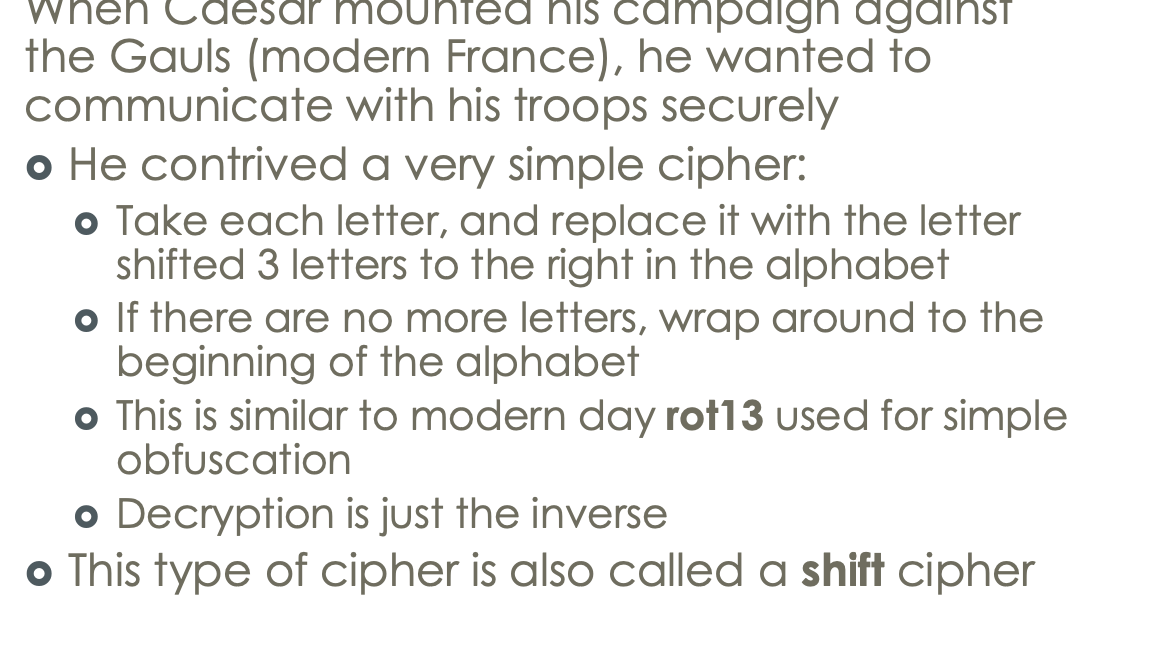 When Caesar mounted his campaign against
the Gauls (modern France), he wanted to
communicate with his troops securely
He contrived a very simple cipher:
Take each letter, and replace it with the letter
shifted 3 letters to the right in the alphabet
If there are no more letters, wrap around to the
beginning of the alphabet
This is similar to modern day rot13 used for simple
obfuscation
Decryption is just the inverse
This type of cipher is also called a shift cipher